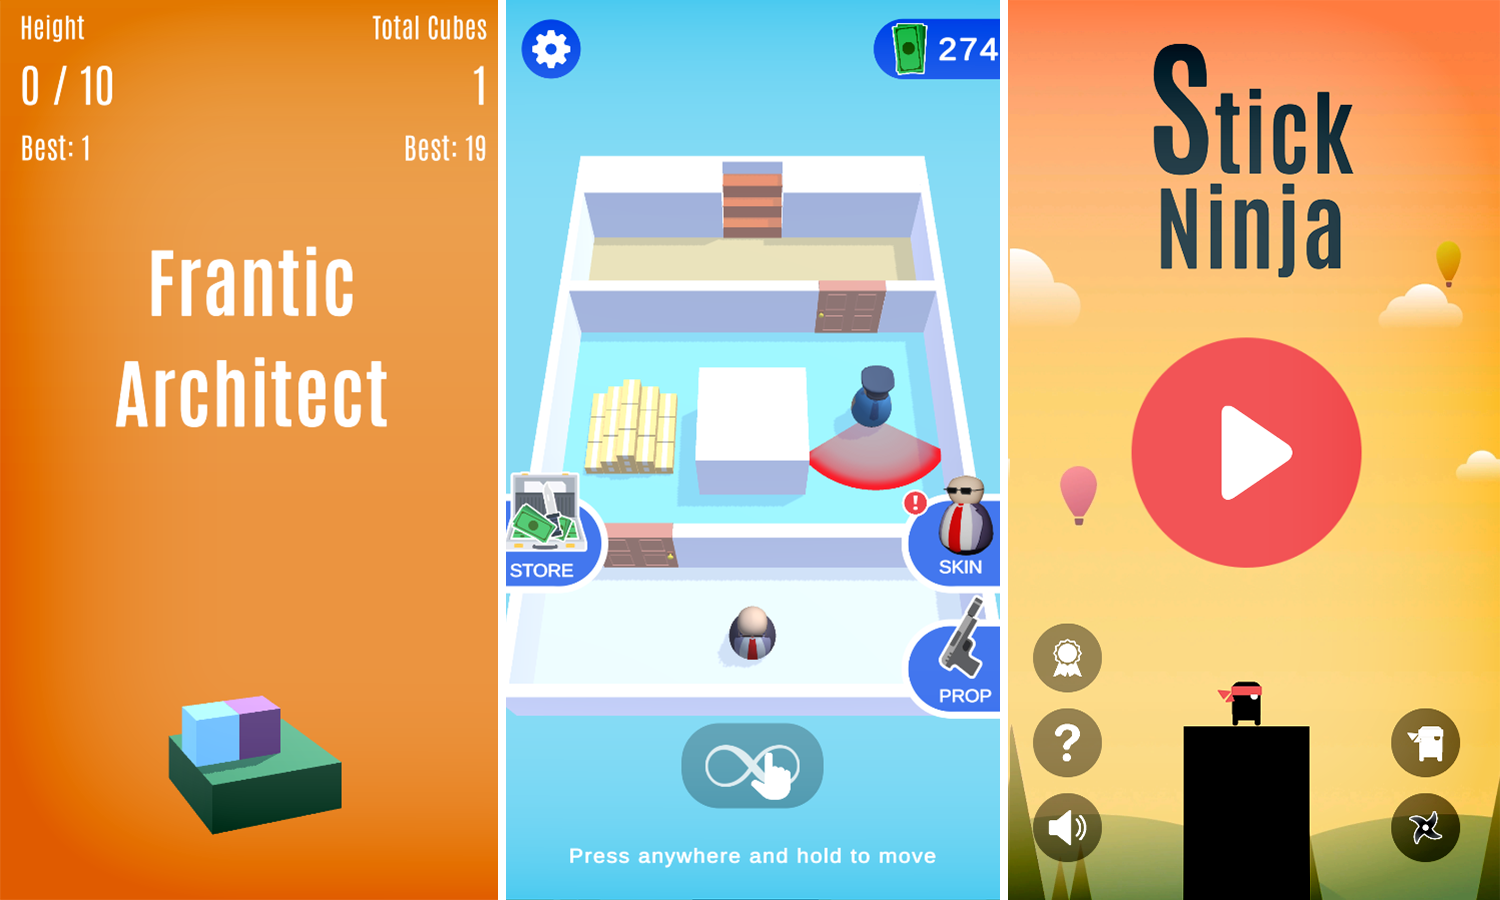 Height
Total Cubes
0 / 10
1
Best: 1
Best: 19
Frantic
Architect
274
STORE
SKIN
PROP
Press anywhere and hold to move
Stick
Ninja
?